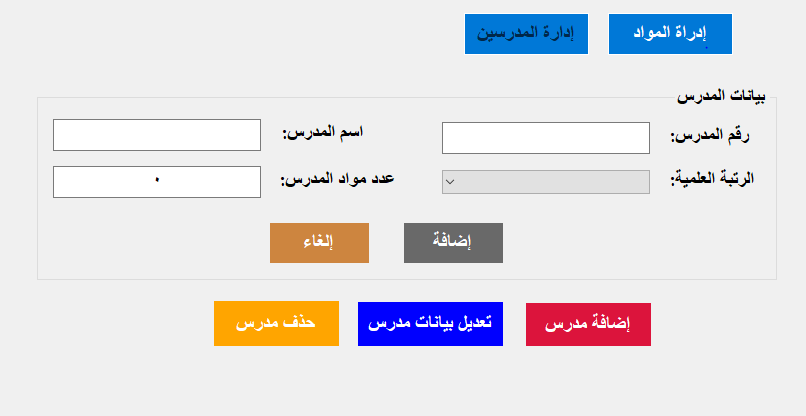 إدراة المواد
إدارة المدرسين
بيانات المدرس
رقم المدرس:
اسم المدرس:
الرتبة العلمية:
عدد مواد المدرس:
٠
إضافة
إلغاء
إضافة مدرس
تعديل بيانات مدرس
حذف مدرس